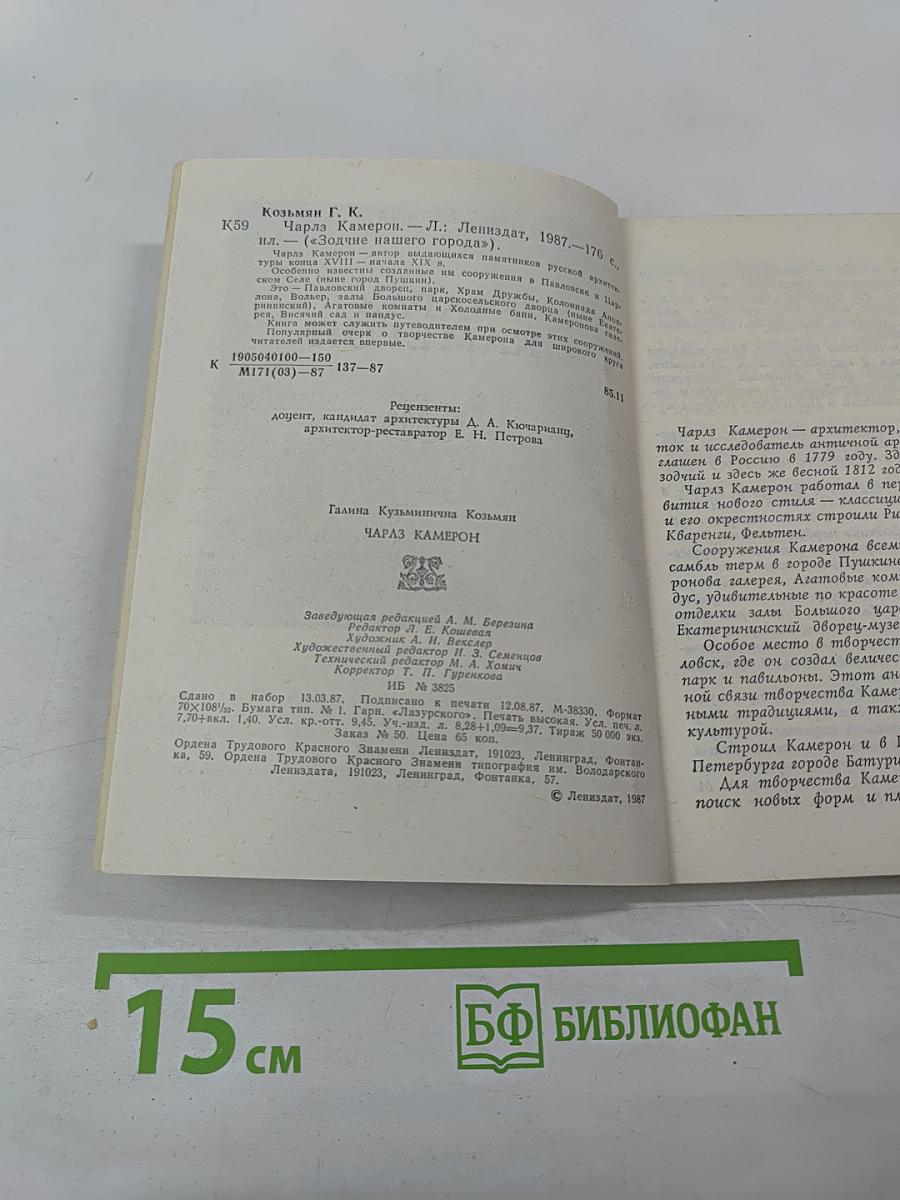 Козьмян Г. К.
К59 Чарлз Камерон. — Л.: Лениздат, 1987.—176 с.,
ил. — («Зодчие нашего города»).
Чарлз Камерон — автор выдающихся памятников русской архитек-
туры конца XVIII — начала XIX в.
Особенно известны созданные им сооружения в Павловске и Цар-
ском Селе (ныне город Пушкин).
Это — Павловский дворец, парк, Храм Дружбы, Колоннада Апол-
лона, Вольер, залы Большого царскосельского дворца (ныне Екате-
рининский), Агатовые комнаты и Холодные бани, Камеронова гале-
рея, Висячий сад и пандус.
Книга может служить путеводителем при осмотре этих сооружений.
Популярный очерк о творчестве Камерона для широкого круга
читателей издается впервые.
К 1905040100—150
М171(03)—87 137—87
85.11
Рецензенты:
доцент, кандидат архитектуры Д. А. Кючарианц,
архитектор-реставратор Е. Н. Петрова
Галина Кузьминична Козьмян
ЧАРЛЗ КАМЕРОН
Заведующая редакцией А. М. Березина
Редактор Л. Е. Кошевая
Художник А. И. Векслер
Художественный редактор И. З. Семенцов
Технический редактор М. А. Хомич
Корректор Т. П. Гуренкова
ИБ № 3825
Сдано в набор 13.03.87. Подписано к печати 12.08.87. М-38330. Формат
70×108¹/₃₂. Бумага тип. № 1. Гарн. «Лазурского». Печать высокая. Усл. печ. л.
7,70+вкл. 1,40. Усл. кр.-отт. 9,45. Уч.-изд. л. 8,28+1,09=9,37. Тираж 50 000 экз.
Заказ № 50. Цена 65 коп.
Ордена Трудового Красного Знамени Лениздат, 191023, Ленинград, Фонтан-
ка, 59. Ордена Трудового Красного Знамени типография им. Володарского
Лениздата, 191023, Ленинград, Фонтанка, 57.
© Лениздат, 1987
Чарлз Камерон — архитектор,
ток и исследователь античной ар
глашен в Россию в 1779 году. Зд
зодчий и здесь же весной 1812 год
Чарлз Камерон работал в пер
вития нового стиля — классици
и его окрестностях строили Ри
Кваренги, Фельтен.
Сооружения Камерона всем
самбль терм в городе Пушкине
ронова галерея, Агатовые ком
дус, удивительные по красоте
отделки залы Большого цар
Екатерининский дворец-музе
Особое место в творчест
ловск, где он создал величес
парк и павильоны. Этот ан
ной связи творчества Камер
ными традициями, а такж
культурой.
Строил Камерон и в
Петербурга городе Батури
Для творчества Камер
поиск новых форм и пл
15 см
БФ БИБЛИОФАН